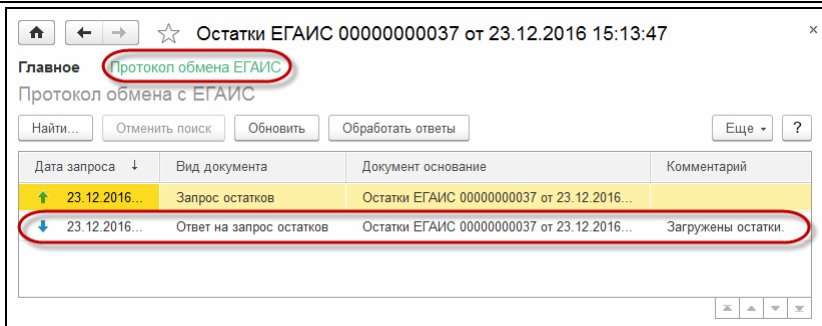 Остатки ЕГАИС 00000000037 от 23.12.2016 15:13:47
Главное Протокол обмена ЕГАИС
Протокол обмена с ЕГАИС
Найти... Отменить поиск Обновить Обработать ответы Еще ?
Дата запроса ↓ Вид документа Документ основание Комментарий
23.12.2016... Запрос остатков Остатки ЕГАИС 00000000037 от 23.12.2016...
23.12.2016... Ответ на запрос остатков Остатки ЕГАИС 00000000037 от 23.12.2016... Загружены остатки.